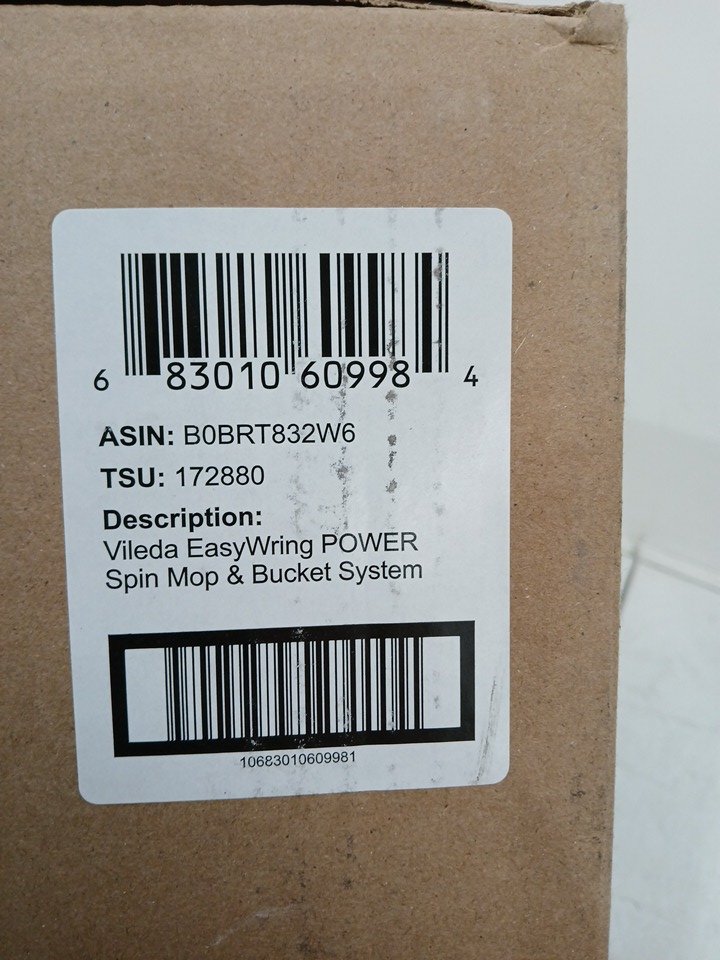 6 83010 60998 4
ASIN: B0BRT832W6
TSU: 172880
Description:
Vileda EasyWring POWER
Spin Mop & Bucket System
10683010609981